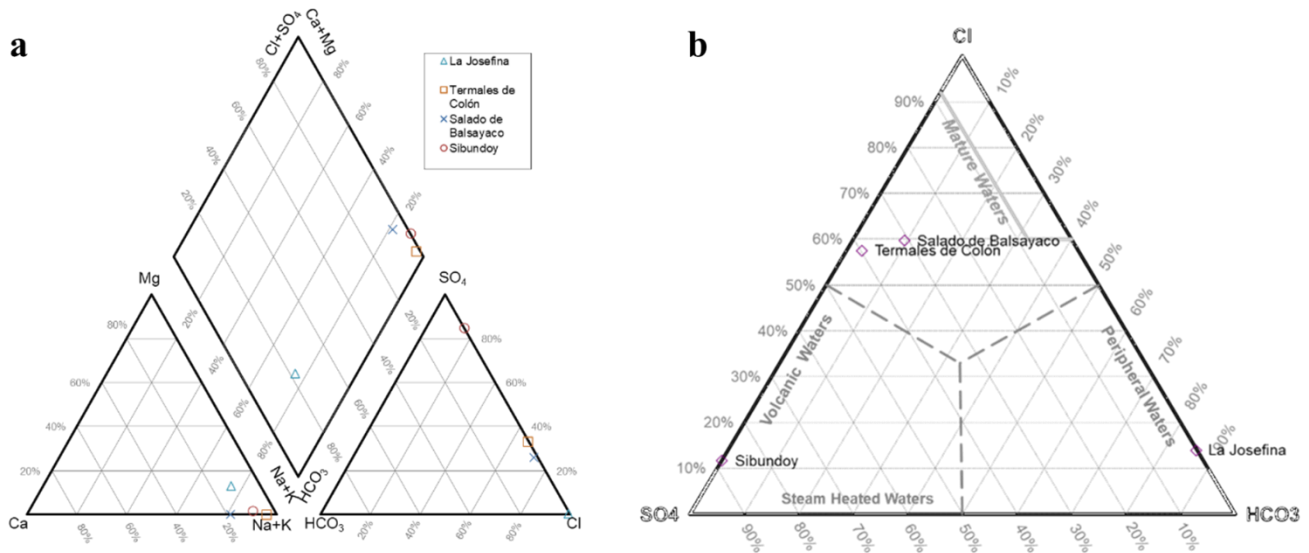 a
Cl+SO4
Ca+Mg
80%
80%
60%
60%
40%
40%
20%
20%
La Josefina
Termales de
Colón
Salado de
Balsayaco
Sibundoy
Mg
SO4
80%
60%
40%
20%
20%
40%
60%
80%
20%
40%
60%
80%
80%
60%
40%
20%
Na+K
HCO3
Ca
Na+K
HCO3
Cl
80%
60%
40%
20%
20%
40%
60%
80%
b
Cl
90%
80%
70%
60%
50%
40%
30%
20%
10%
10%
20%
30%
40%
50%
60%
70%
80%
90%
Mature Waters
Salado de Balsayaco
Termales de Colón
Volcanic Waters
Peripheral Waters
Sibundoy
La Josefina
Steam Heated Waters
SO4
HCO3
90%
80%
70%
60%
50%
40%
30%
20%
10%